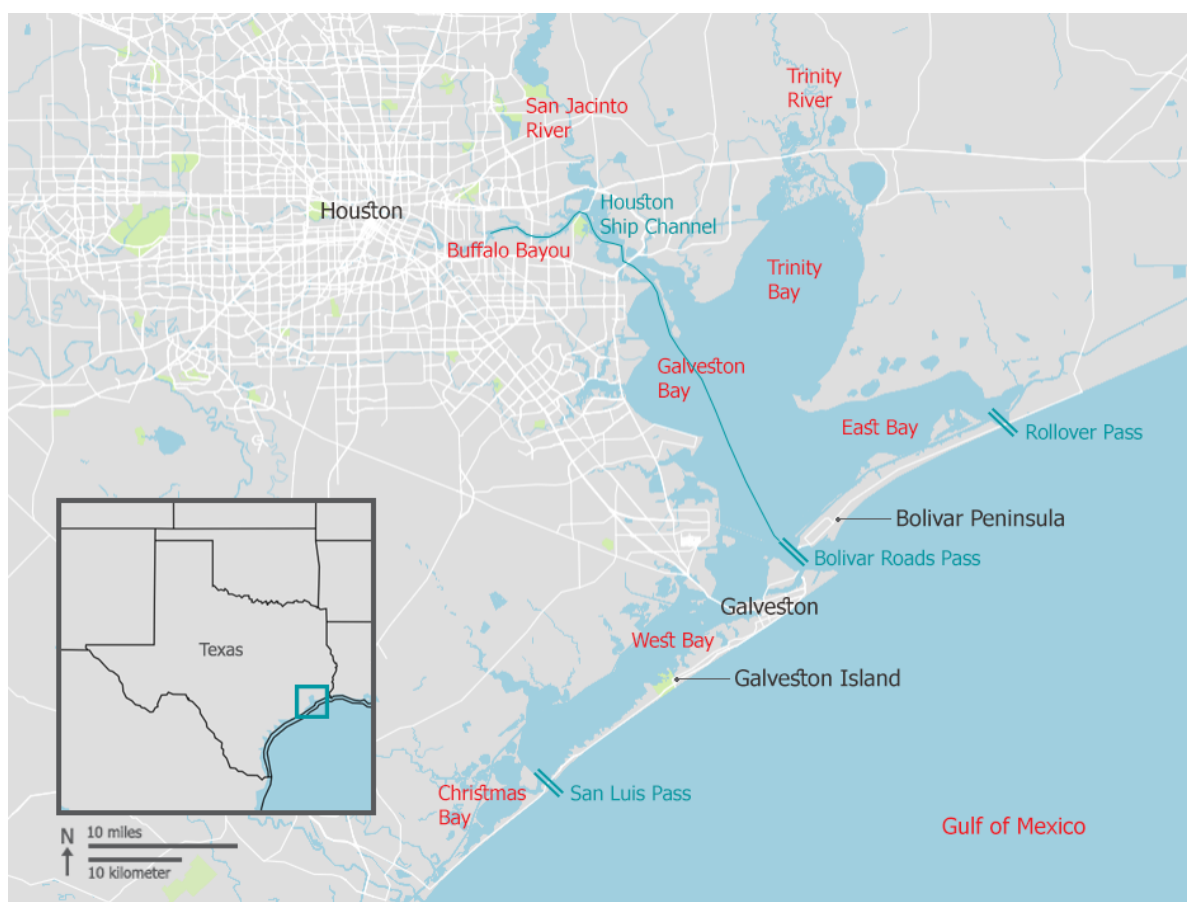 Trinity
River
San Jacinto
River
Houston
Houston
Ship Channel
Buffalo Bayou
Trinity
Bay
Galveston
Bay
East Bay
Rollover Pass
Bolivar Peninsula
Bolivar Roads Pass
Galveston
West Bay
Texas
Galveston Island
Christmas
Bay
San Luis Pass
Gulf of Mexico
N
10 miles
10 kilometer